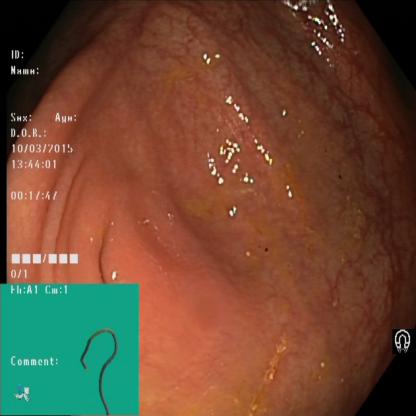 ID:
Name:
Sex: Age:
D.O.B.:
10/03/2015
13:44:01
00:17:47
0/1
Eh:A1 Cm:1
Comment: